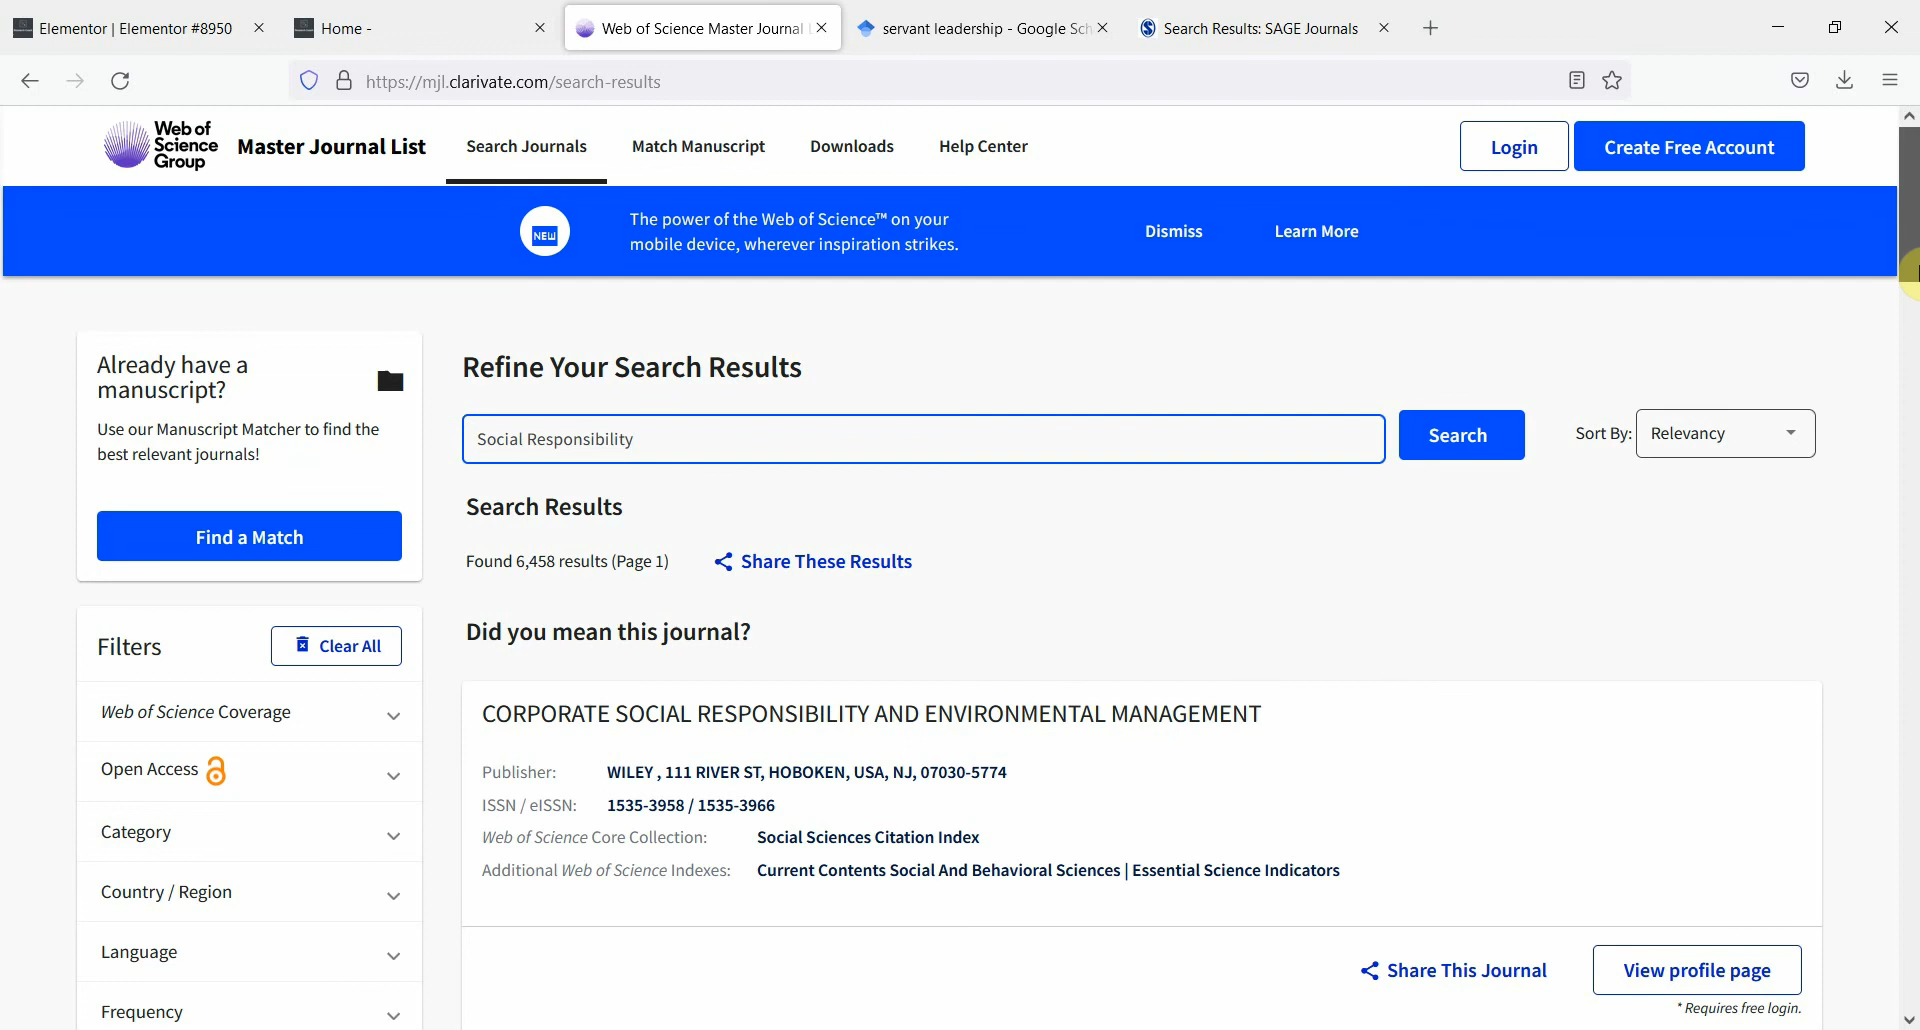 Elementor | Elementor #8950
Home -
Web of Science Master Journal
servant leadership - Google Sch
Search Results: SAGE Journals
https://mjl.clarivate.com/search-results
Web of Science Group
Master Journal List
Search Journals
Match Manuscript
Downloads
Help Center
Login
Create Free Account
NEW
The power of the Web of Science™ on your
mobile device, wherever inspiration strikes.
Dismiss
Learn More
Already have a
manuscript?
Use our Manuscript Matcher to find the
best relevant journals!
Find a Match
Refine Your Search Results
Social Responsibility
Search
Sort By:
Relevancy
Search Results
Found 6,458 results (Page 1)
Share These Results
Did you mean this journal?
Filters
Clear All
Web of Science Coverage
Open Access
Category
Country / Region
Language
Frequency
CORPORATE SOCIAL RESPONSIBILITY AND ENVIRONMENTAL MANAGEMENT
Publisher: WILEY , 111 RIVER ST, HOBOKEN, USA, NJ, 07030-5774
ISSN / eISSN: 1535-3958 / 1535-3966
Web of Science Core Collection: Social Sciences Citation Index
Additional Web of Science Indexes: Current Contents Social And Behavioral Sciences | Essential Science Indicators
Share This Journal
View profile page
* Requires free login.